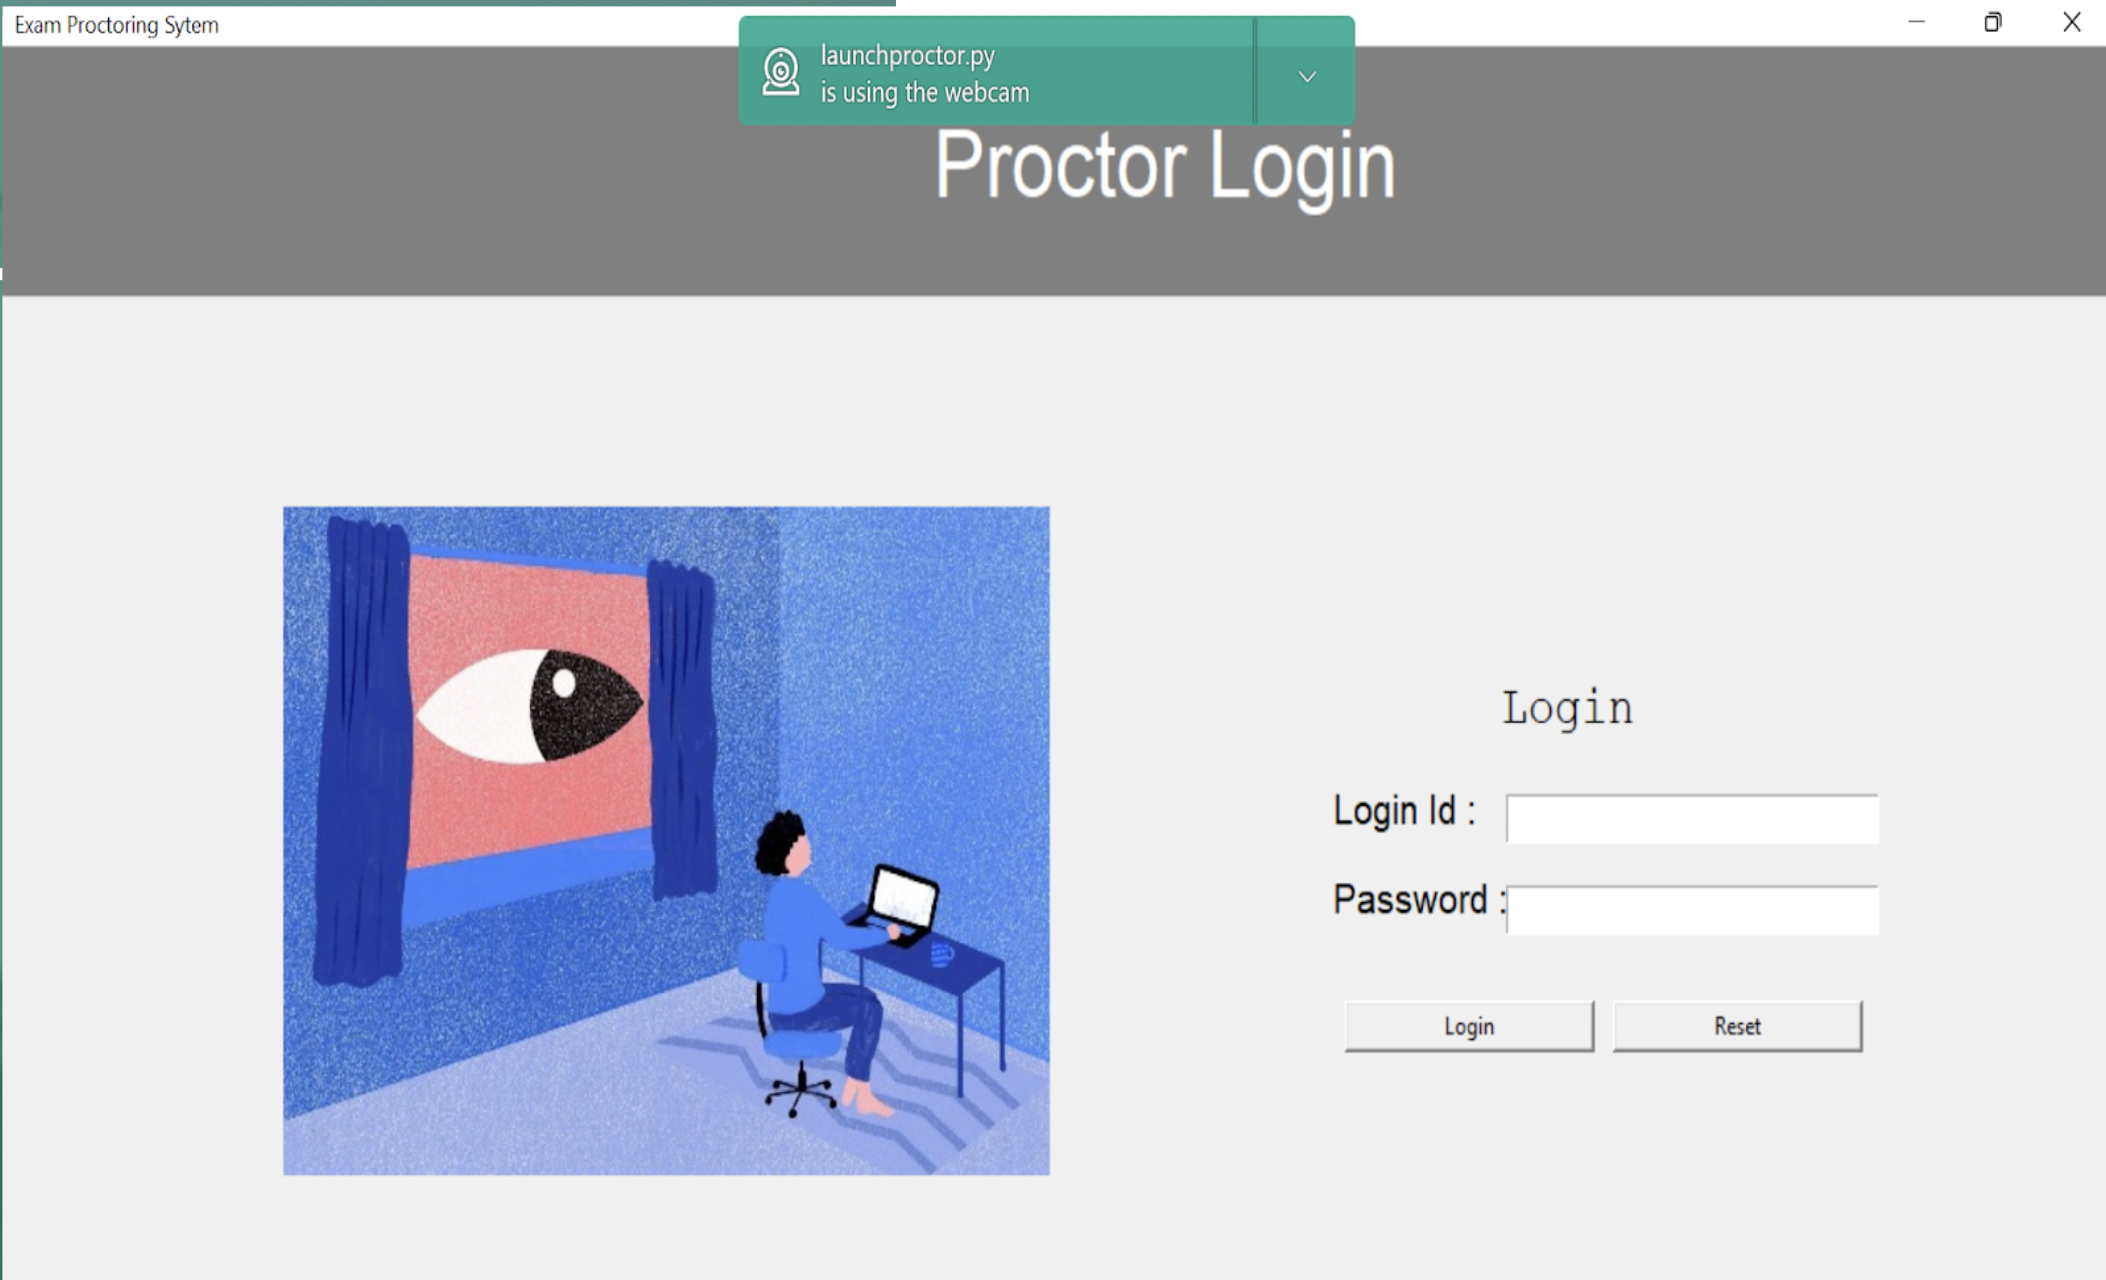 Exam Proctoring Sytem
launchproctor.py
is using the webcam
Proctor Login
Login
Login Id :
Password :
Login Reset